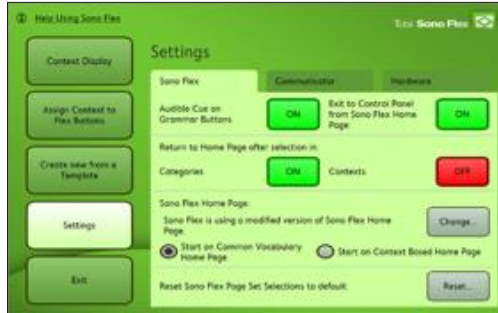 Help Using Sono Flex
Tobii Sono Flex
Context Display
Assign Context to
Flex Buttons
Create new from a
Template
Settings
Exit
Settings
Sono Flex
Communicator
Hardware
Audible Cue on
Grammar Buttons
ON
Exit to Control Panel
from Sono Flex Home
Page
ON
Return to Home Page after selection in:
Categories
ON
Contexts
OFF
Sono Flex Home Page:
Sono Flex is using a modified version of Sono Flex Home
Page.
Change...
Start on Common Vocabulary
Home Page
Start on Context Based Home Page
Reset Sono Flex Page Set Selections to default:
Reset...